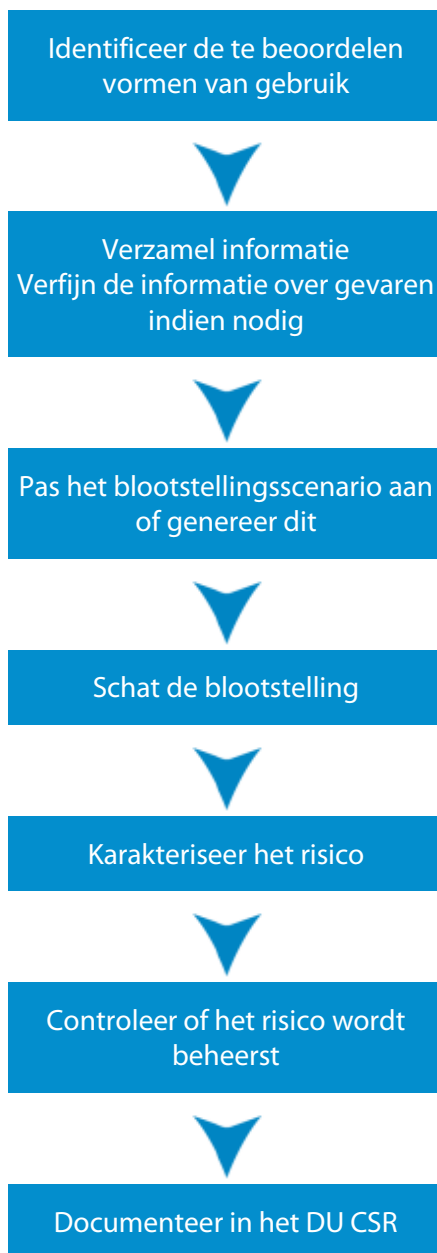 Identificeer de te beoordelen
vormen van gebruik
Verzamel informatie
Verfijn de informatie over gevaren
indien nodig
Pas het blootstellingsscenario aan
of genereer dit
Schat de blootstelling
Karakteriseer het risico
Controleer of het risico wordt
beheerst
Documenteer in het DU CSR